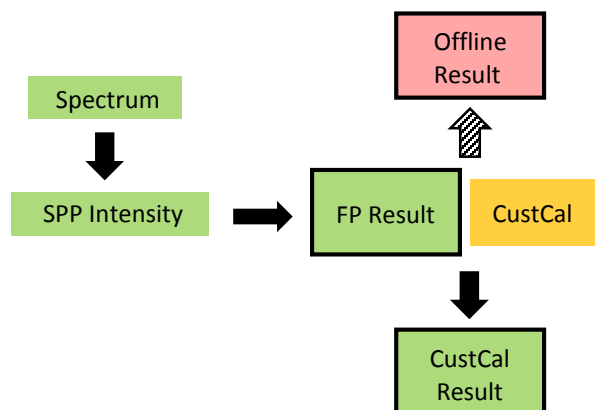 Offline
Result
Spectrum
SPP Intensity
FP Result
CustCal
CustCal
Result